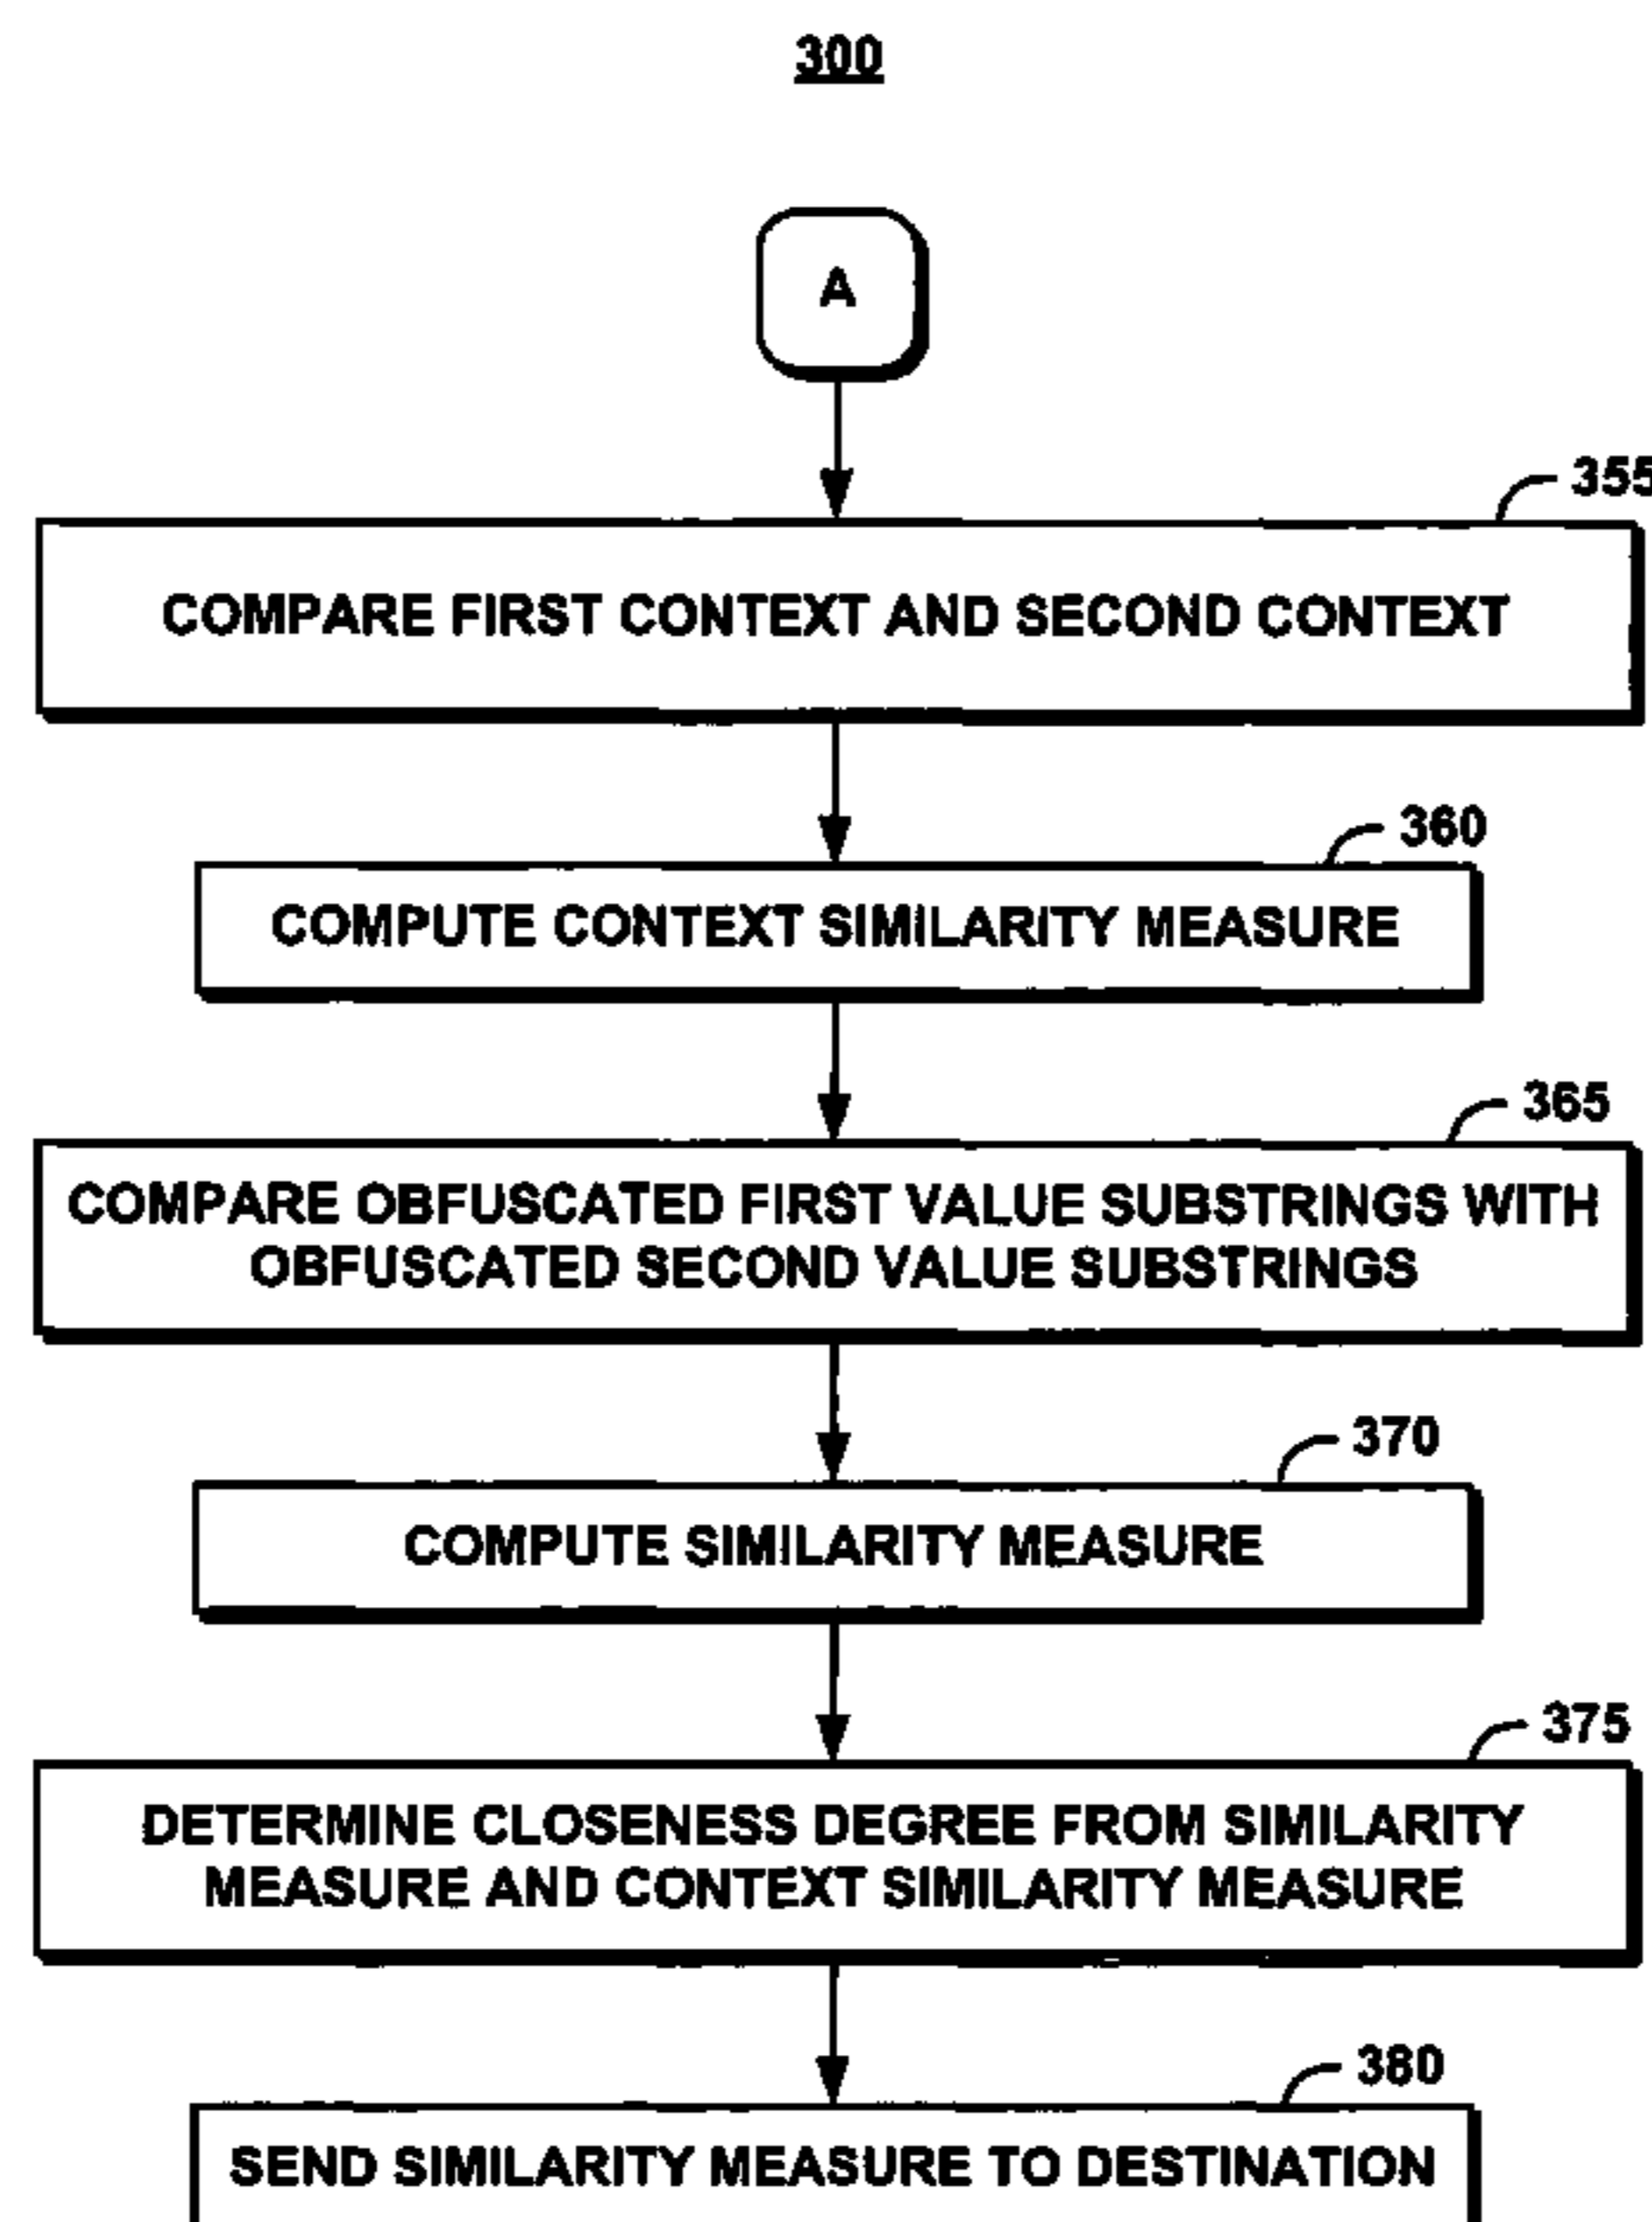 300
A
355
COMPARE FIRST CONTEXT AND SECOND CONTEXT
360
COMPUTE CONTEXT SIMILARITY MEASURE
365
COMPARE OBFUSCATED FIRST VALUE SUBSTRINGS WITH
OBFUSCATED SECOND VALUE SUBSTRINGS
370
COMPUTE SIMILARITY MEASURE
375
DETERMINE CLOSENESS DEGREE FROM SIMILARITY
MEASURE AND CONTEXT SIMILARITY MEASURE
380
SEND SIMILARITY MEASURE TO DESTINATION